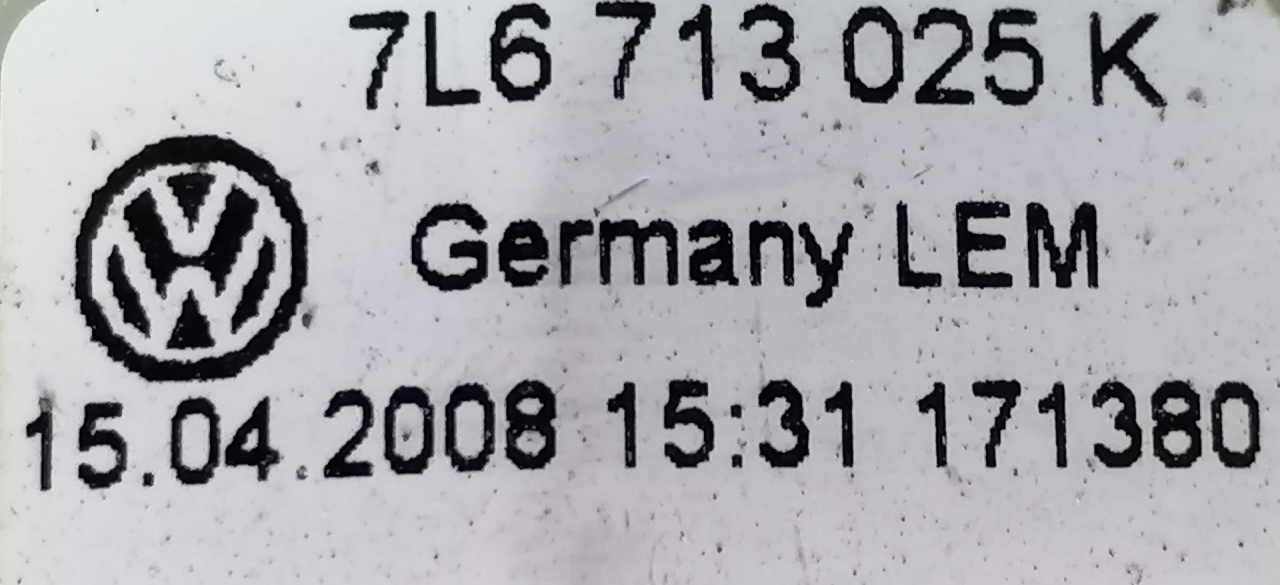 7L6 713 025 K
Germany LEM
15.04.2008 15:31 171380